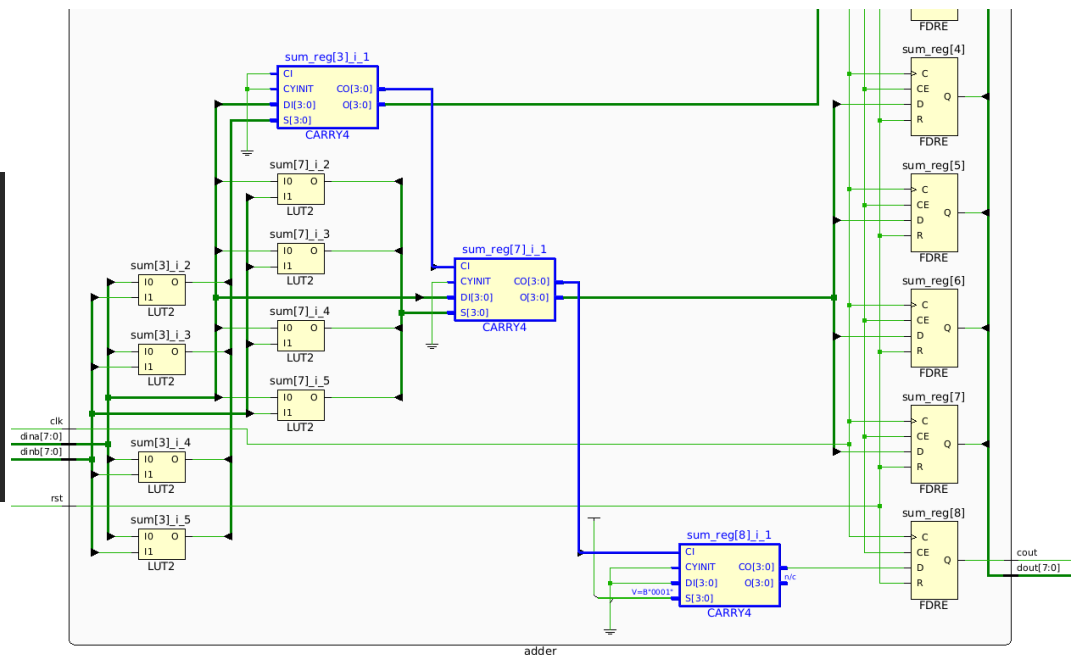 FDRE
sum_reg[4]
C
CE
D
R
Q
FDRE
sum_reg[3]_i_1
CI
CYINIT
DI[3:0]
S[3:0]
CO[3:0]
O[3:0]
CARRY4
sum[7]_i_2
I0 O
I1
LUT2
sum_reg[5]
C
CE
D
R
Q
FDRE
sum[7]_i_3
I0 O
I1
LUT2
sum_reg[7]_i_1
CI
CYINIT
DI[3:0]
S[3:0]
CO[3:0]
O[3:0]
CARRY4
sum[3]_i_2
I0 O
I1
LUT2
sum_reg[6]
C
CE
D
R
Q
FDRE
sum[7]_i_4
I0 O
I1
LUT2
sum[3]_i_3
I0 O
I1
LUT2
sum[7]_i_5
I0 O
I1
LUT2
sum_reg[7]
C
CE
D
R
Q
FDRE
clk
dina[7:0]
dinb[7:0]
sum[3]_i_4
I0 O
I1
LUT2
rst
sum[3]_i_5
I0 O
I1
LUT2
sum_reg[8]
C
CE
D
R
Q
FDRE
sum_reg[8]_i_1
CI
CYINIT
DI[3:0]
S[3:0]
CO[3:0]
O[3:0]
CARRY4
n/c
V=B"0001"
cout
dout[7:0]
adder